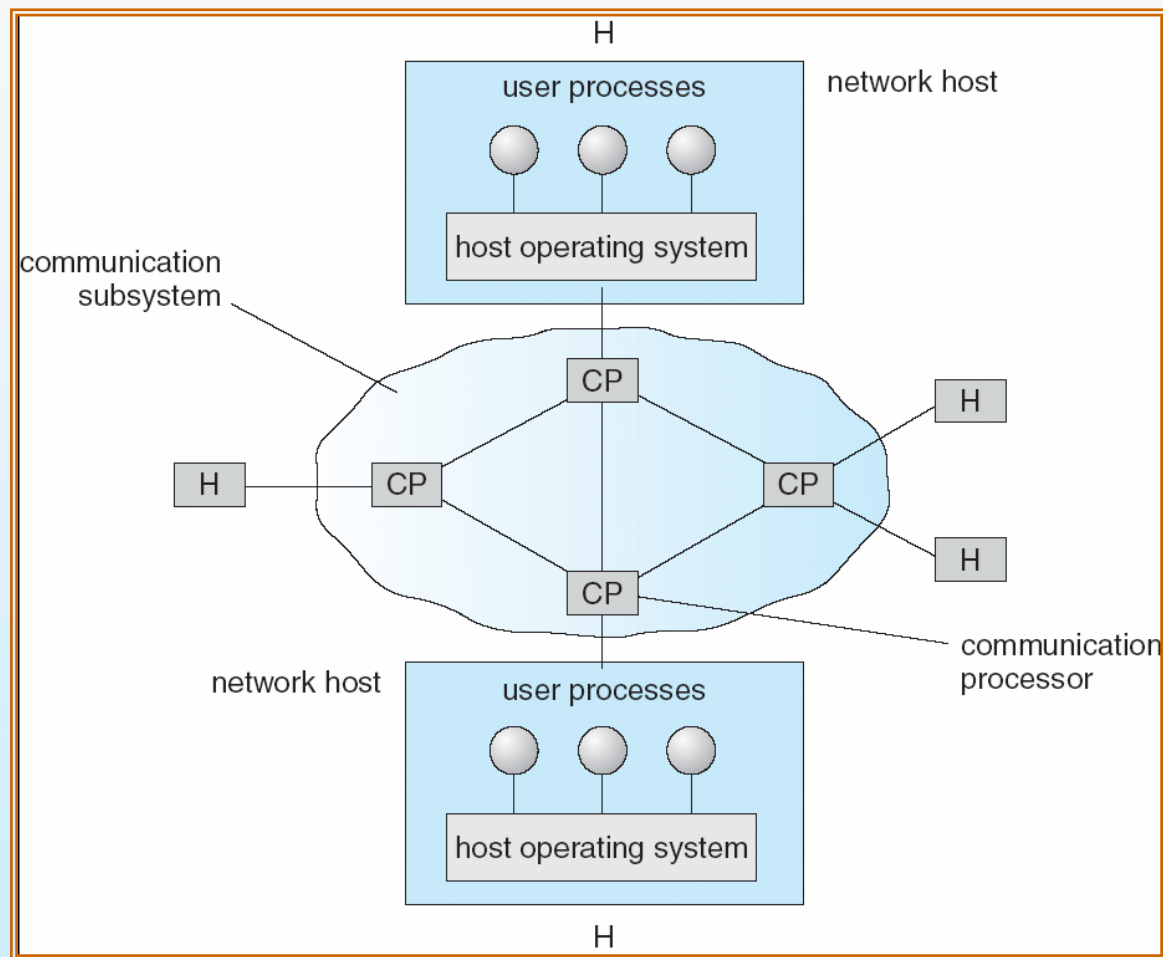 H
user processes
network host
host operating system
communication
subsystem
CP
H
H
CP
CP
H
CP
communication
processor
network host
user processes
host operating system
H